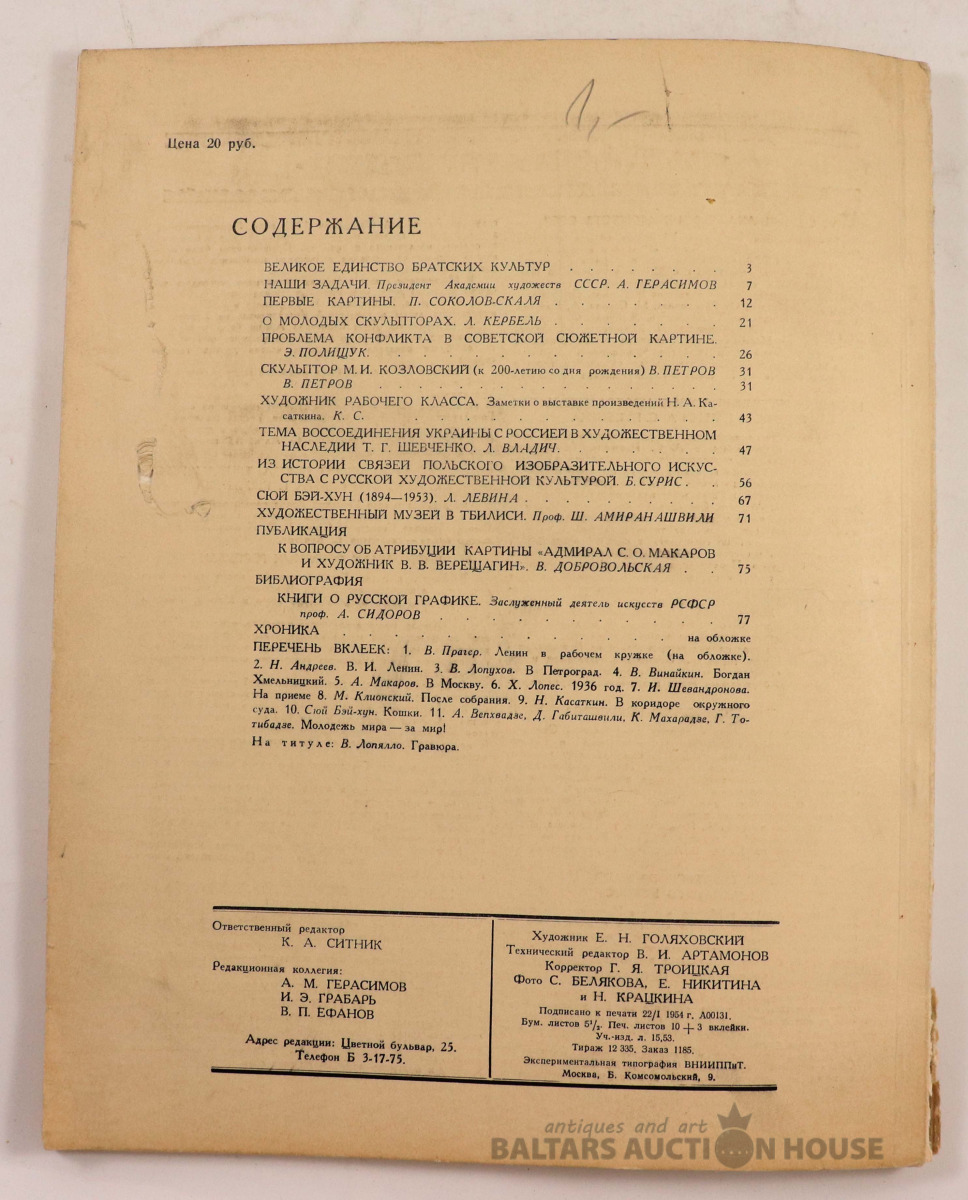 1,-
Цена 20 руб.
СОДЕРЖАНИЕ
ВЕЛИКОЕ ЕДИНСТВО БРАТСКИХ КУЛЬТУР . . . . . . . . 3
НАШИ ЗАДАЧИ. Президент Академии художеств СССР. А. ГЕРАСИМОВ 7
ПЕРВЫЕ КАРТИНЫ. П. СОКОЛОВ-СКАЛЯ . . . . . . . 12
О МОЛОДЫХ СКУЛЬПТОРАХ. Л. КЕРБЕЛЬ . . . . . . . 21
ПРОБЛЕМА КОНФЛИКТА В СОВЕТСКОЙ СЮЖЕТНОЙ КАРТИНЕ.
Э. ПОЛИЩУК. . . . . . . . . . . . . . . 26
СКУЛЬПТОР М. И. КОЗЛОВСКИЙ (к 200-летию со дня рождения) В. ПЕТРОВ 31
В. ПЕТРОВ . . . . . . . . . . . . . . . 31
ХУДОЖНИК РАБОЧЕГО КЛАССА. Заметки о выставке произведений Н. А. Ка-
саткина. К. С. . . . . . . . . . . . . . 43
ТЕМА ВОССОЕДИНЕНИЯ УКРАИНЫ С РОССИЕЙ В ХУДОЖЕСТВЕННОМ
НАСЛЕДИИ Т. Г. ШЕВЧЕНКО. Л. ВЛАДИЧ. . . . . . . 47
ИЗ ИСТОРИИ СВЯЗЕЙ ПОЛЬСКОГО ИЗОБРАЗИТЕЛЬНОГО ИСКУС-
СТВА С РУССКОЙ ХУДОЖЕСТВЕННОЙ КУЛЬТУРОЙ. Б. СУРИС . . 56
СЮЙ БЭЙ-ХУН (1894—1953). Л. ЛЕВИНА . . . . . . . . . 67
ХУДОЖЕСТВЕННЫЙ МУЗЕЙ В ТБИЛИСИ. Проф. Ш. АМИРАНАШВИЛИ 71
ПУБЛИКАЦИЯ
К ВОПРОСУ ОБ АТРИБУЦИИ КАРТИНЫ «АДМИРАЛ С. О. МАКАРОВ
И ХУДОЖНИК В. В. ВЕРЕЩАГИН». В. ДОБРОВОЛЬСКАЯ . . 75
БИБЛИОГРАФИЯ
КНИГИ О РУССКОЙ ГРАФИКЕ. Заслуженный деятель искусств РСФСР
проф. А. СИДОРОВ . . . . . . . . . . . 77
ХРОНИКА . . . . . . . . . . . . . . на обложке
ПЕРЕЧЕНЬ ВКЛЕЕК: 1. В. Прагер. Ленин в рабочем кружке (на обложке).
2. Н. Андреев. В. И. Ленин. 3. В. Лопухов. В Петроград. 4. В. Винайкин. Богдан
Хмельницкий. 5. А. Макаров. В Москву. 6. Х. Лопес. 1936 год. 7. И. Шевандронова.
На приеме 8. М. Клионский. После собрания. 9. Н. Касаткин. В коридоре окружного
суда. 10. Сюй Бэй-хун. Кошки. 11. А. Вепхвадзе, Д. Габиташвили, К. Махарадзе, Г. То-
тибадзе. Молодежь мира — за мир!
На титуле: В. Лопялло. Гравюра.
Ответственный редактор
К. А. СИТНИК
Редакционная коллегия:
А. М. ГЕРАСИМОВ
И. Э. ГРАБАРЬ
В. П. ЕФАНОВ
Адрес редакции: Цветной бульвар, 25.
Телефон Б 3-17-75.
Художник Е. Н. ГОЛЯХОВСКИЙ
Технический редактор В. И. АРТАМОНОВ
Корректор Г. Я. ТРОИЦКАЯ
Фото С. БЕЛЯКОВА, Е. НИКИТИНА
и Н. КРАЦКИНА
Подписано к печати 22/I 1954 г. Л00131.
Бум. листов 5¹/₂. Печ. листов 10 + 3 вклейки.
Уч.-изд. л. 15,53.
Тираж 12 335. Заказ 1185.
Экспериментальная типография ВНИИППиТ.
Москва, Б. Комсомольский, 9.
antiques and art
BALTARS AUCTION HOUSE